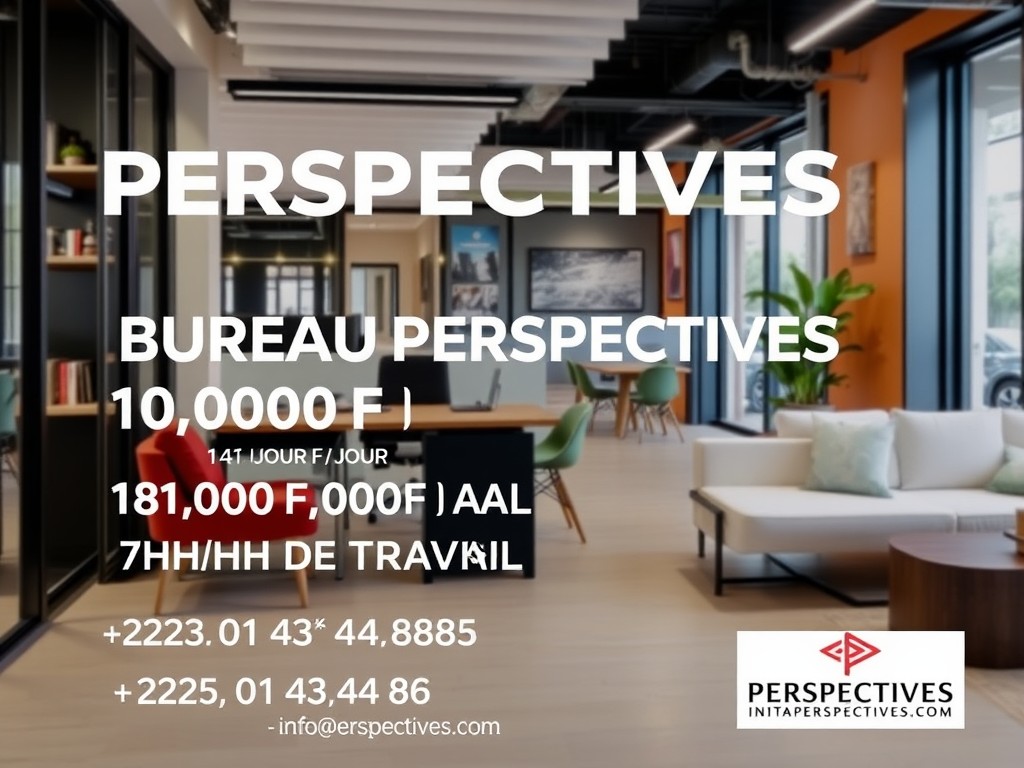 PERSPECTIVES
BUREAU PERSPECTIVES
10,0000 F )
141 IJOUR F/JOUR
181,000 F,000F ) AAL
7HH/HH DE TRAVAIL
+2223. 01 43* 44,8885
+2225, 01 43,44 86
-info@erspectives.com
PERSPECTIVES
INITAPERSPECTIVES.COM